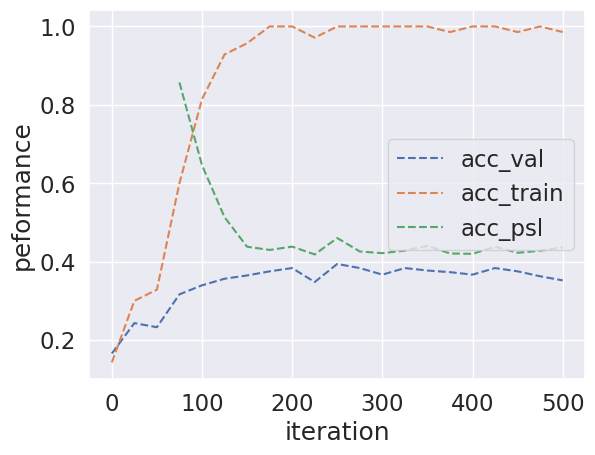 1.0
0.8
0.6
0.4
0.2
peformance
acc_val
acc_train
acc_psl
0 100 200 300 400 500
iteration